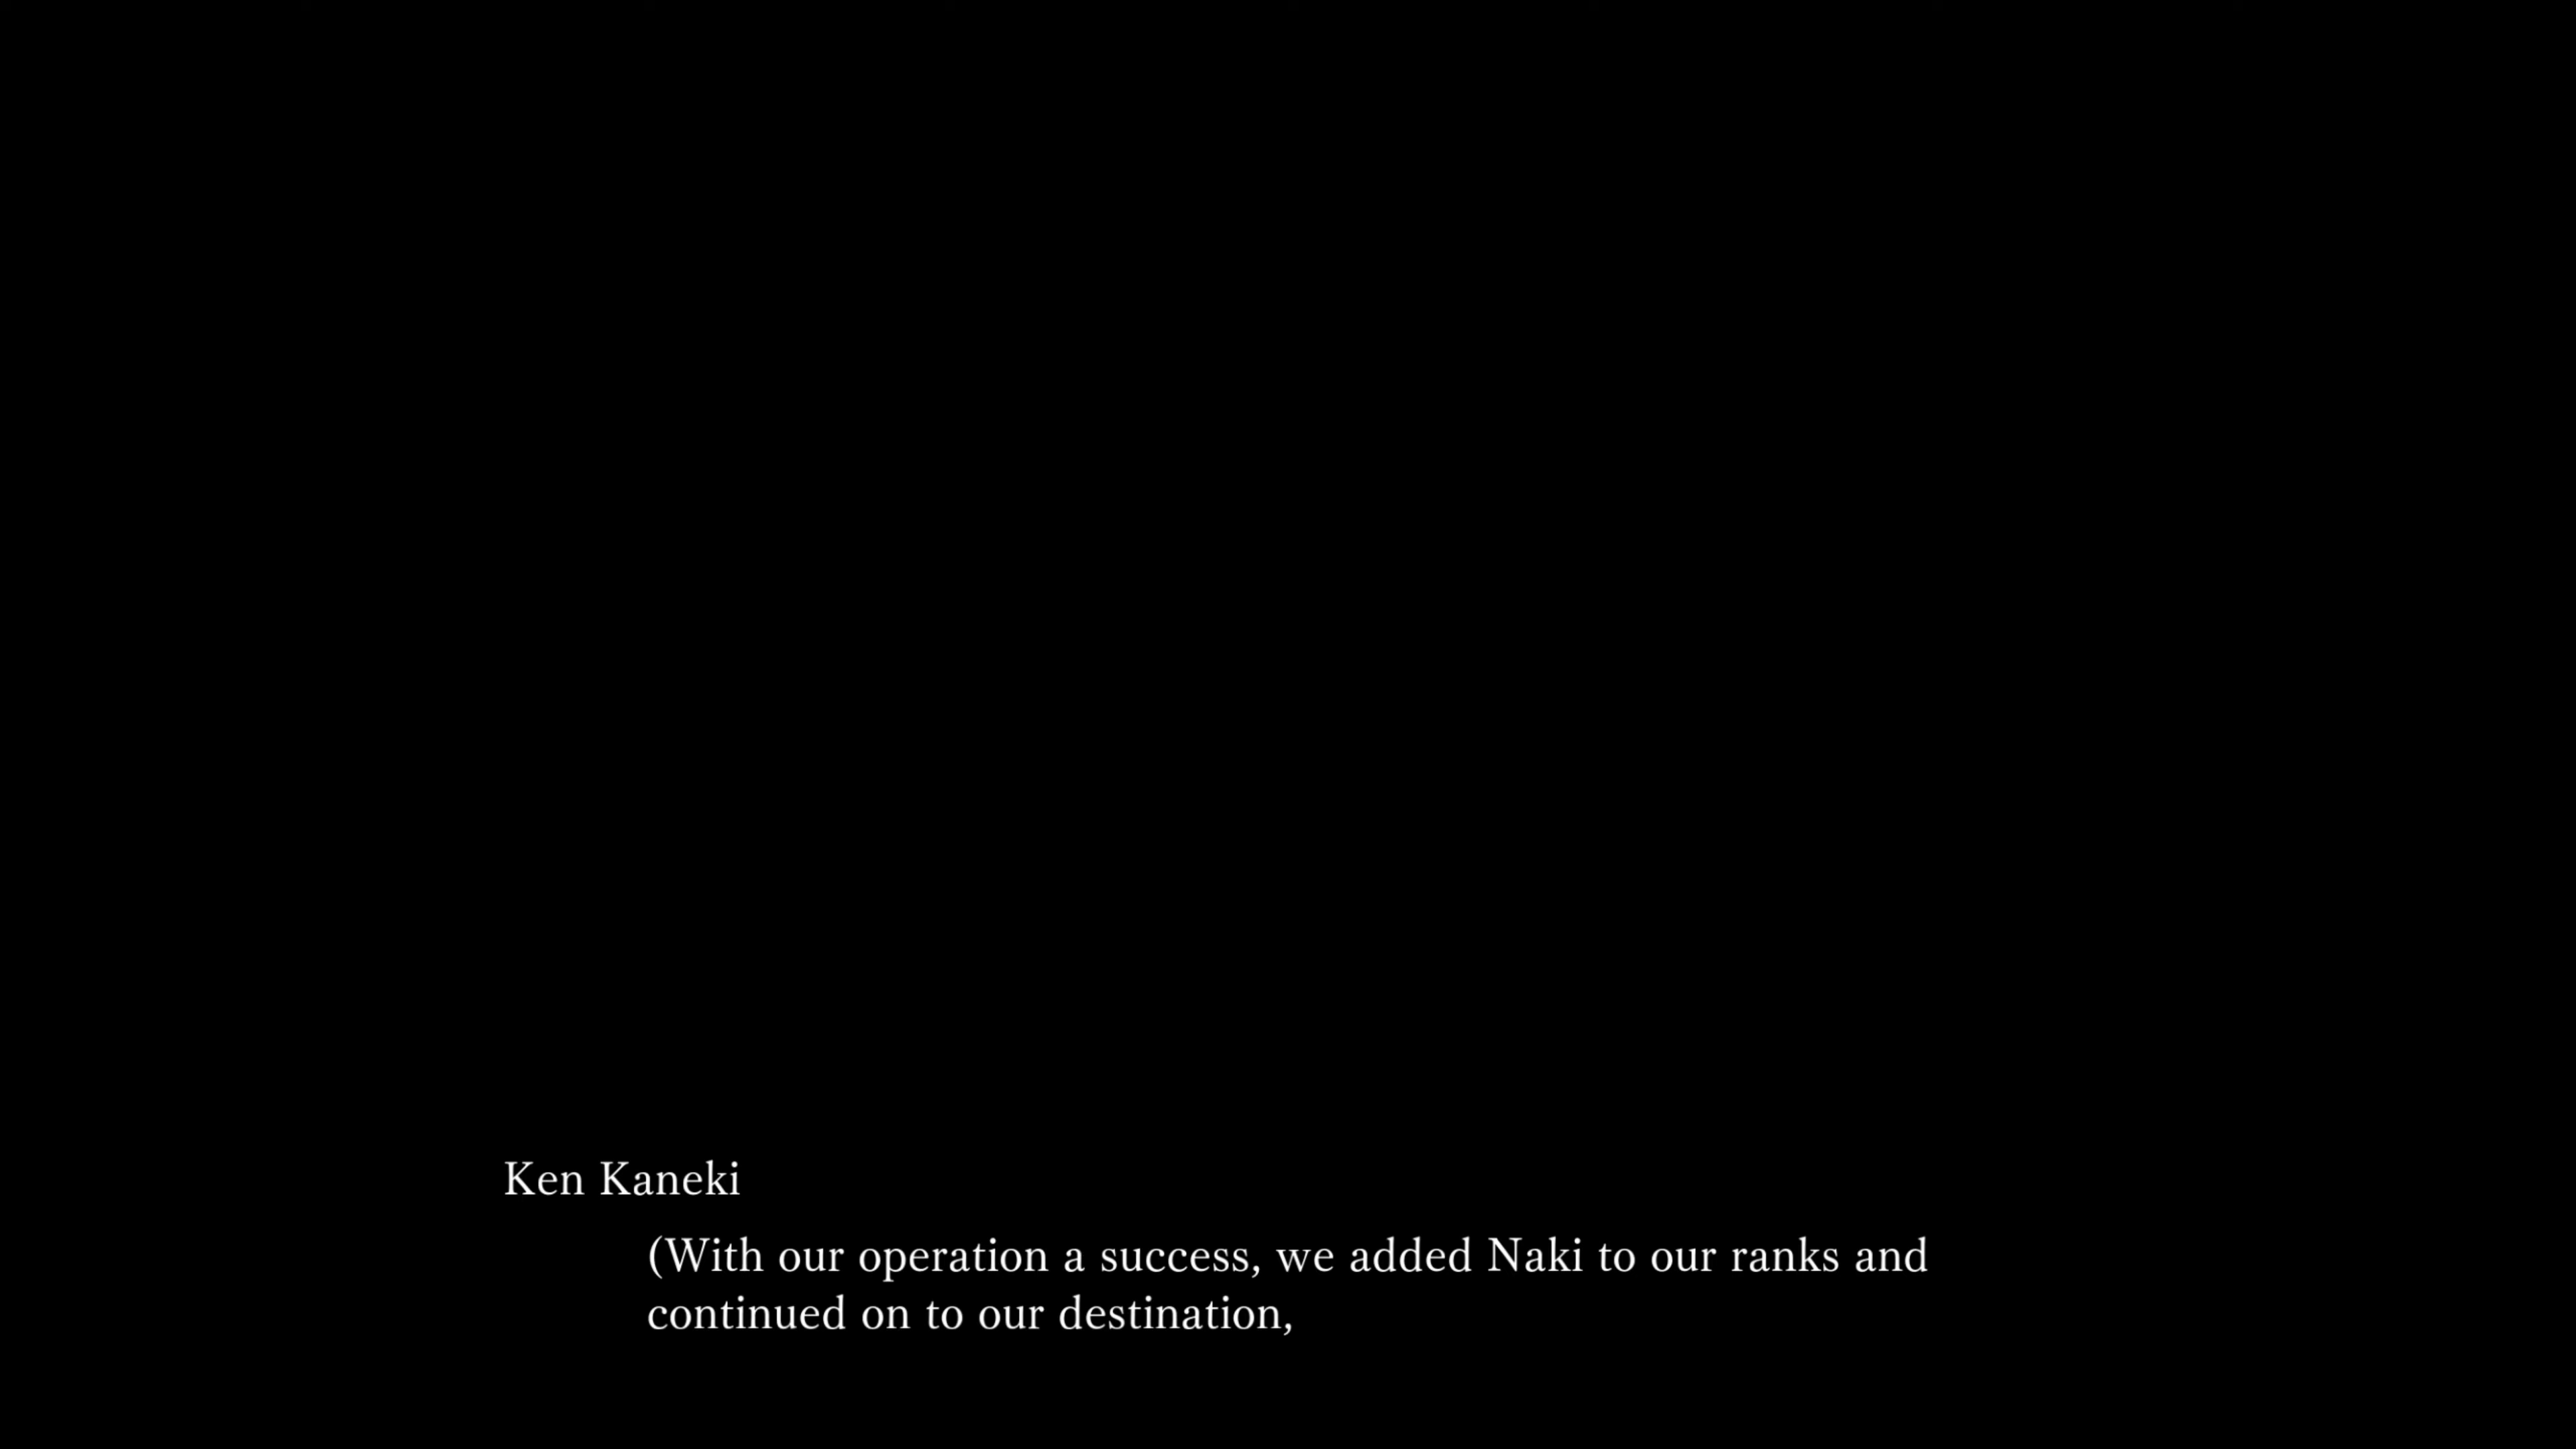 Ken Kaneki
(With our operation a success, we added Naki to our ranks and
continued on to our destination,